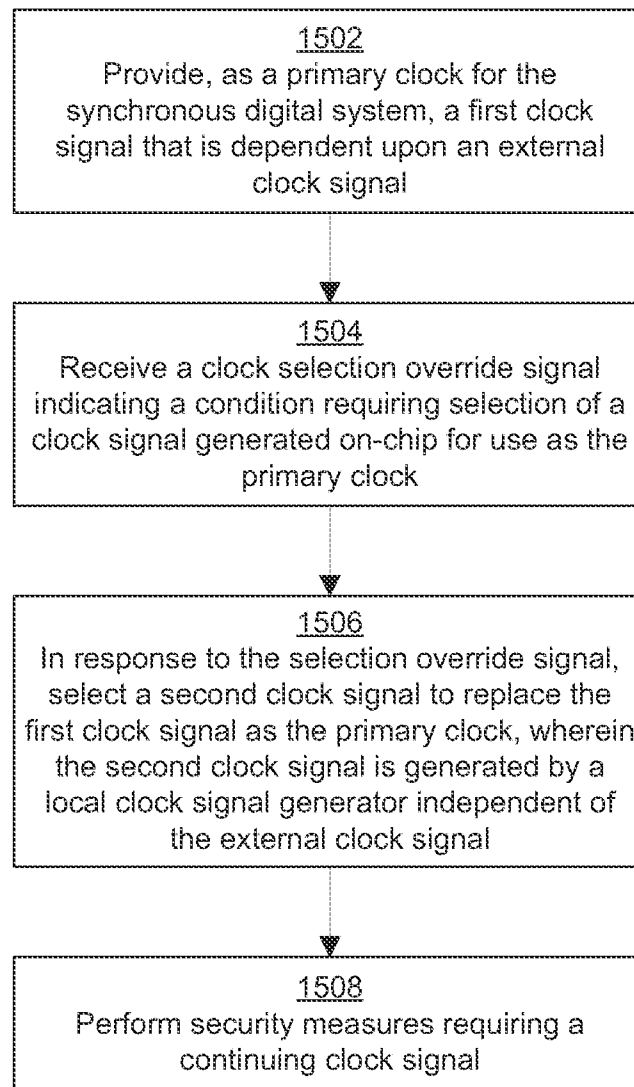 1502
Provide, as a primary clock for the
synchronous digital system, a first clock
signal that is dependent upon an external
clock signal
1504
Receive a clock selection override signal
indicating a condition requiring selection of a
clock signal generated on-chip for use as the
primary clock
1506
In response to the selection override signal,
select a second clock signal to replace the
first clock signal as the primary clock, wherein
the second clock signal is generated by a
local clock signal generator independent of
the external clock signal
1508
Perform security measures requiring a
continuing clock signal